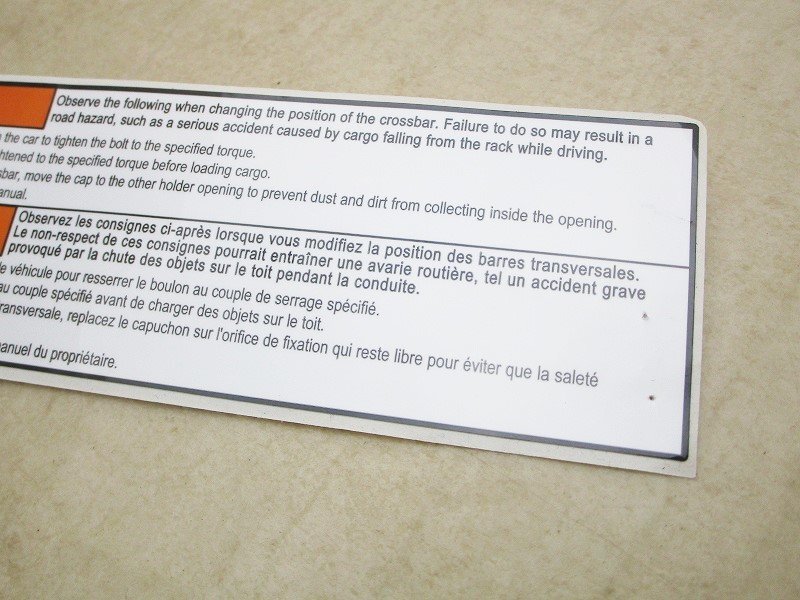 Observe the following when changing the position of the crossbar. Failure to do so may result in a
road hazard, such as a serious accident caused by cargo falling from the rack while driving.
the car to tighten the bolt to the specified torque.
htened to the specified torque before loading cargo.
sbar, move the cap to the other holder opening to prevent dust and dirt from collecting inside the opening.
anual.
Observez les consignes ci-après lorsque vous modifiez la position des barres transversales.
Le non-respect de ces consignes pourrait entraîner une avarie routière, tel un accident grave
provoqué par la chute des objets sur le toit pendant la conduite.
le véhicule pour resserrer le boulon au couple de serrage spécifié.
au couple spécifié avant de charger des objets sur le toit.
ransversale, replacez le capuchon sur l'orifice de fixation qui reste libre pour éviter que la saleté
anuel du propriétaire.